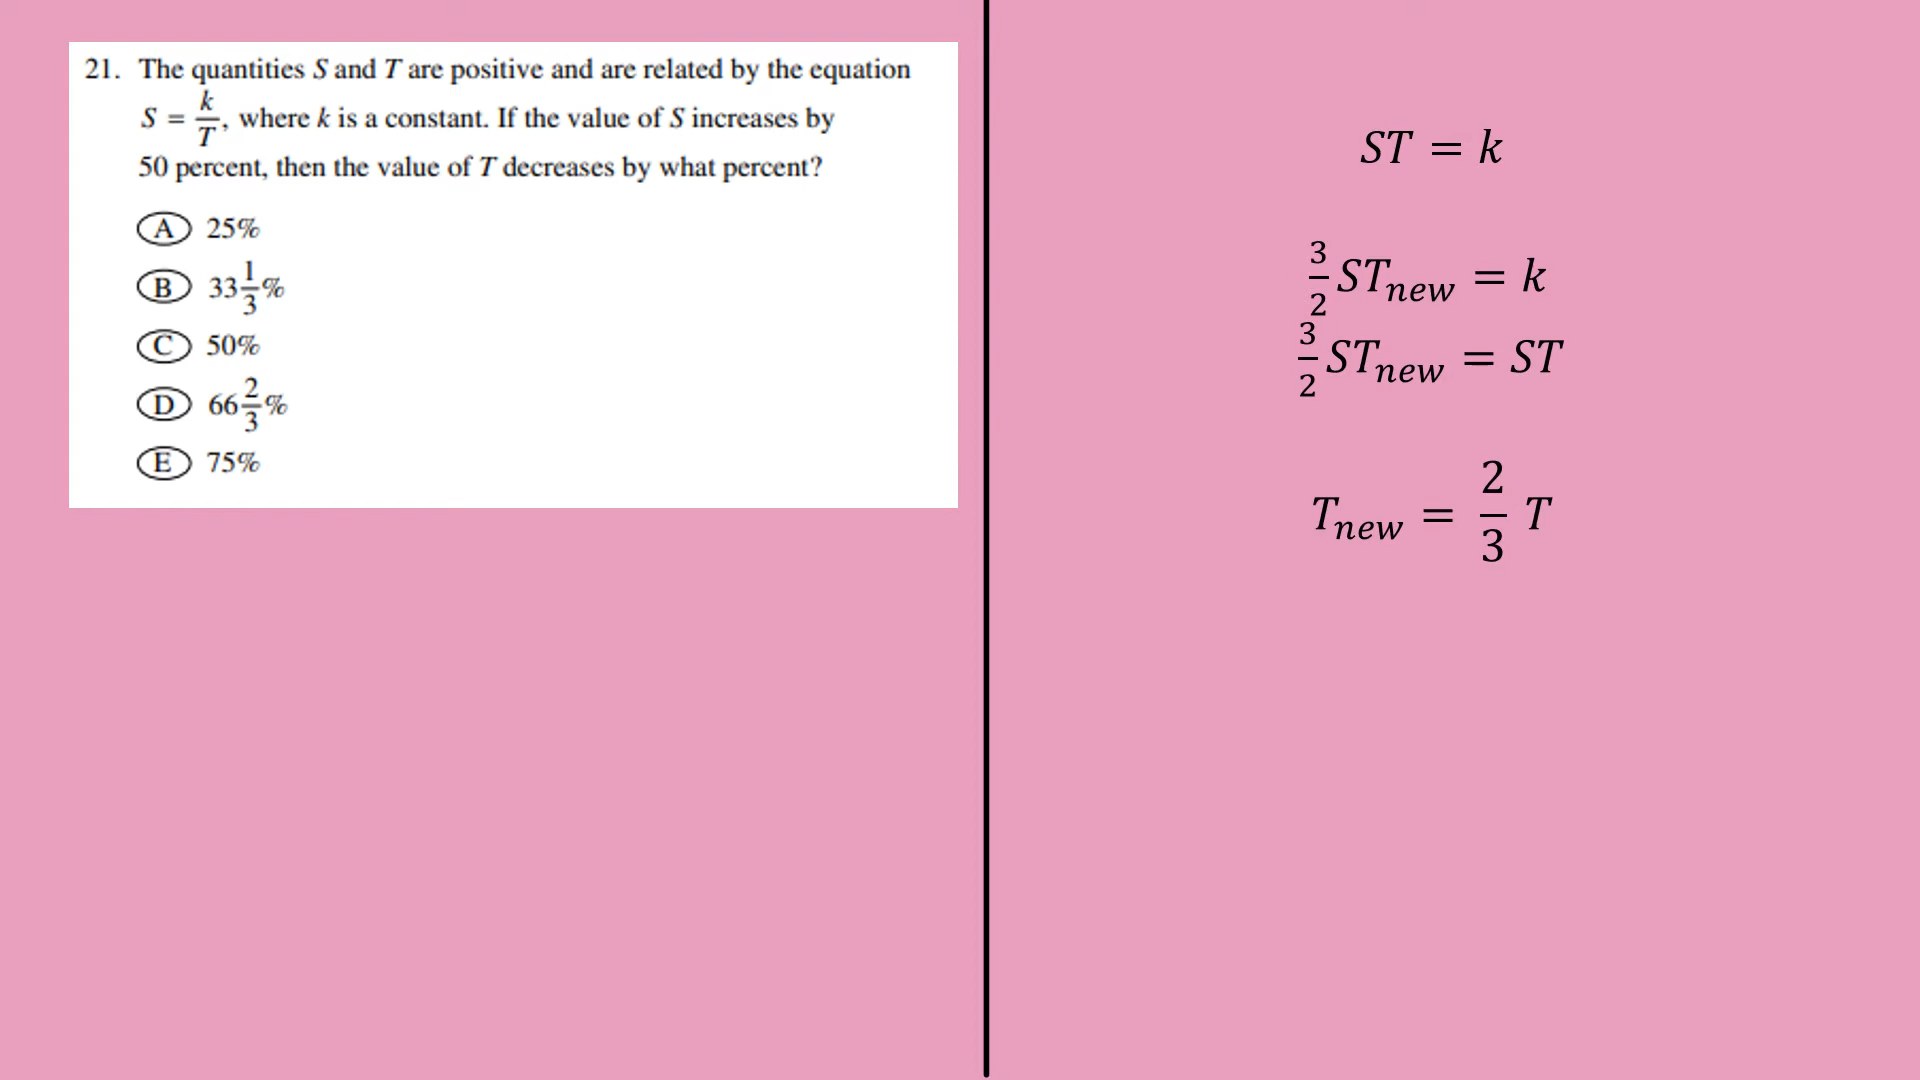 21. The quantities S and T are positive and are related by the equation
S = k/T, where k is a constant. If the value of S increases by
50 percent, then the value of T decreases by what percent?
A 25%
B 33 1/3%
C 50%
D 66 2/3%
E 75%
ST = k
3/2 ST_new = k
3/2 ST_new = ST
T_new = 2/3 T